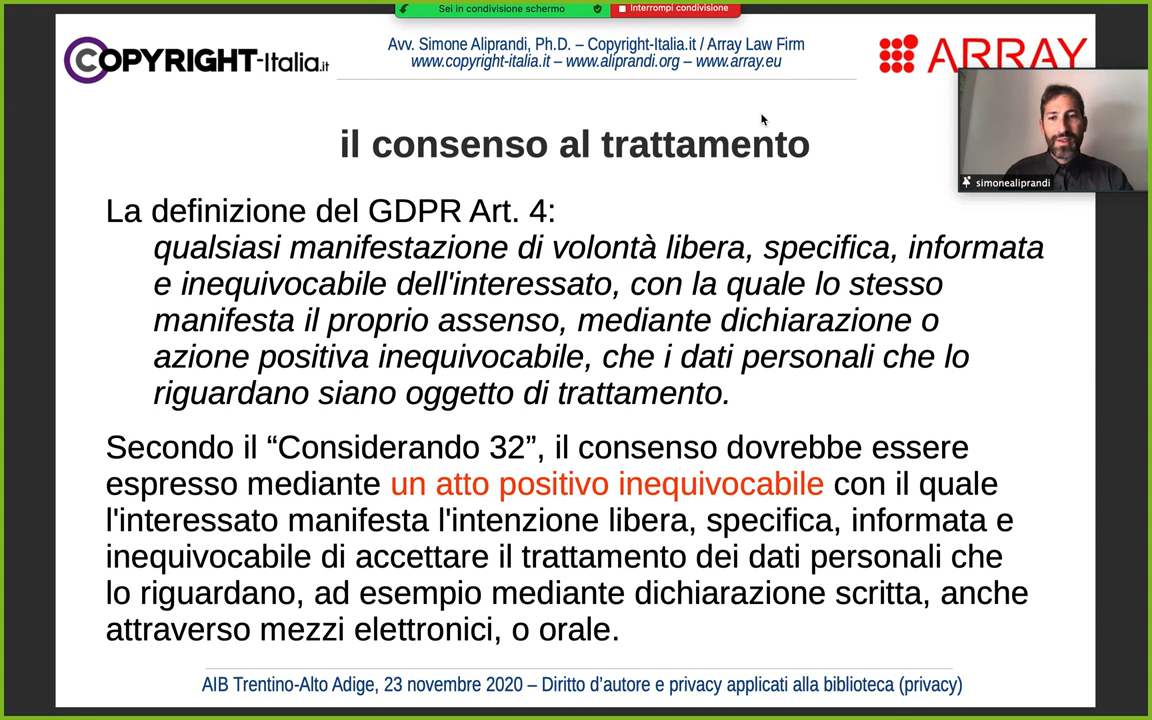 Sei in condivisione schermo
Interrompi condivisione
COPYRIGHT-Italia.it
Avv. Simone Aliprandi, Ph.D. – Copyright-Italia.it / Array Law Firm
www.copyright-italia.it – www.aliprandi.org – www.array.eu
ARRAY
simonealiprandi
il consenso al trattamento
La definizione del GDPR Art. 4:
qualsiasi manifestazione di volontà libera, specifica, informata
e inequivocabile dell'interessato, con la quale lo stesso
manifesta il proprio assenso, mediante dichiarazione o
azione positiva inequivocabile, che i dati personali che lo
riguardano siano oggetto di trattamento.
Secondo il “Considerando 32”, il consenso dovrebbe essere
espresso mediante un atto positivo inequivocabile con il quale
l'interessato manifesta l'intenzione libera, specifica, informata e
inequivocabile di accettare il trattamento dei dati personali che
lo riguardano, ad esempio mediante dichiarazione scritta, anche
attraverso mezzi elettronici, o orale.
AIB Trentino-Alto Adige, 23 novembre 2020 – Diritto d’autore e privacy applicati alla biblioteca (privacy)